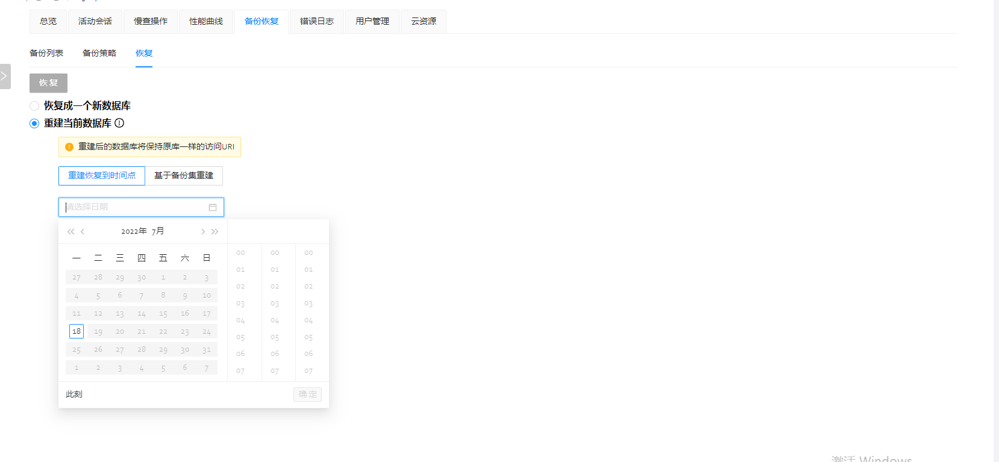 总览 活动会话 慢查操作 性能曲线 备份恢复 错误日志 用户管理 云资源
备份列表 备份策略 恢复
恢复
恢复成一个新数据库
重建当前数据库
重建后的数据库将保持原库一样的访问URI
重建恢复到时间点 基于备份集重建
请选择日期
2022年 7月
一 二 三 四 五 六 日
27 28 29 30 1 2 3
4 5 6 7 8 9 10
11 12 13 14 15 16 17
18 19 20 21 22 23 24
25 26 27 28 29 30 31
1 2 3 4 5 6 7
00 00 00
01 01 01
02 02 02
03 03 03
04 04 04
05 05 05
06 06 06
07 07 07
此刻 确定
激活 Windows